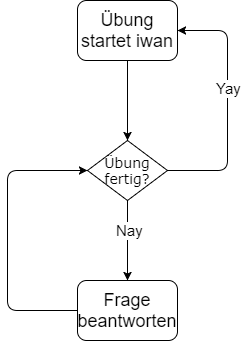 Übung
startet iwan
Yay
Übung
fertig?
Nay
Frage
beantworten